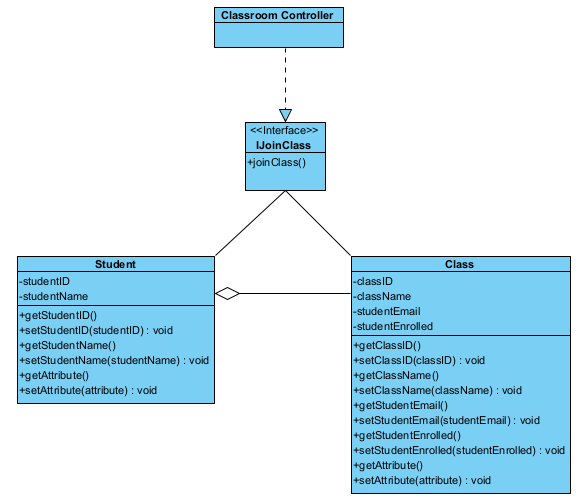 Classroom Controller
<<Interface>>
IJoinClass
+joinClass()
Student
-studentID
-studentName
+getStudentID()
+setStudentID(studentID) : void
+getStudentName()
+setStudentName(studentName) : void
+getAttribute()
+setAttribute(attribute) : void
Class
-classID
-className
-studentEmail
-studentEnrolled
+getClassID()
+setClassID(classID) : void
+getClassName()
+setClassName(className) : void
+getStudentEmail()
+setStudentEmail(studentEmail) : void
+getStudentEnrolled()
+setStudentEnrolled(studentEnrolled) : void
+getAttribute()
+setAttribute(attribute) : void